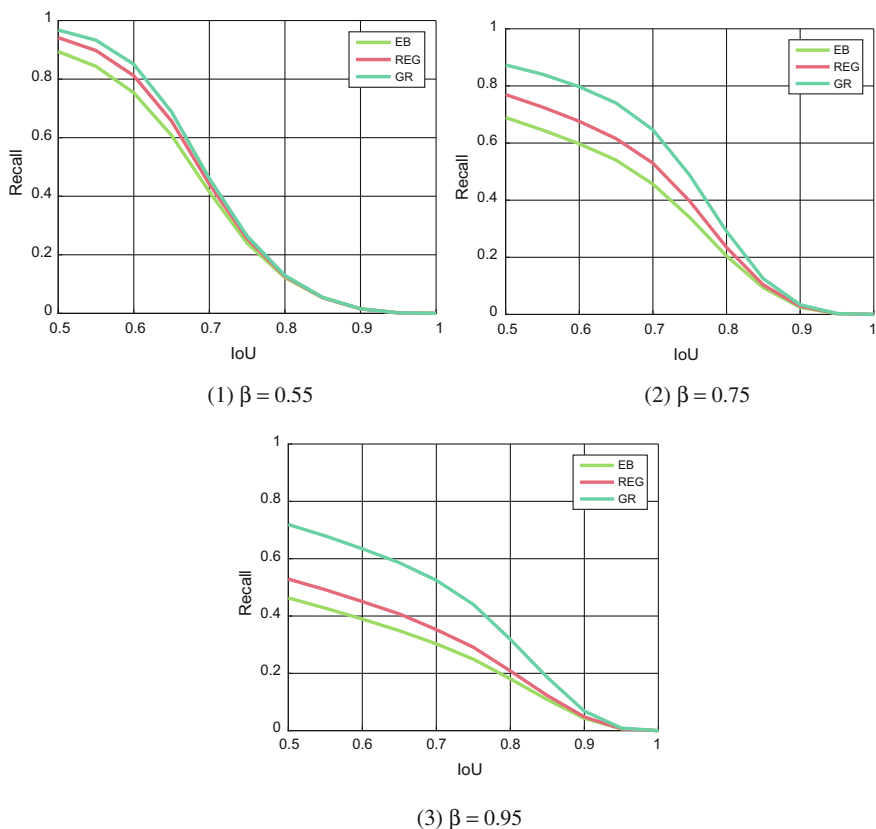 1
0.8
0.6
0.4
0.2
0
0.5 0.6 0.7 0.8 0.9 1
Recall
IoU
EB
REG
GR
(1) β = 0.55
1
0.8
0.6
0.4
0.2
0
0.5 0.6 0.7 0.8 0.9 1
Recall
IoU
EB
REG
GR
(2) β = 0.75
1
0.8
0.6
0.4
0.2
0
0.5 0.6 0.7 0.8 0.9 1
Recall
IoU
EB
REG
GR
(3) β = 0.95